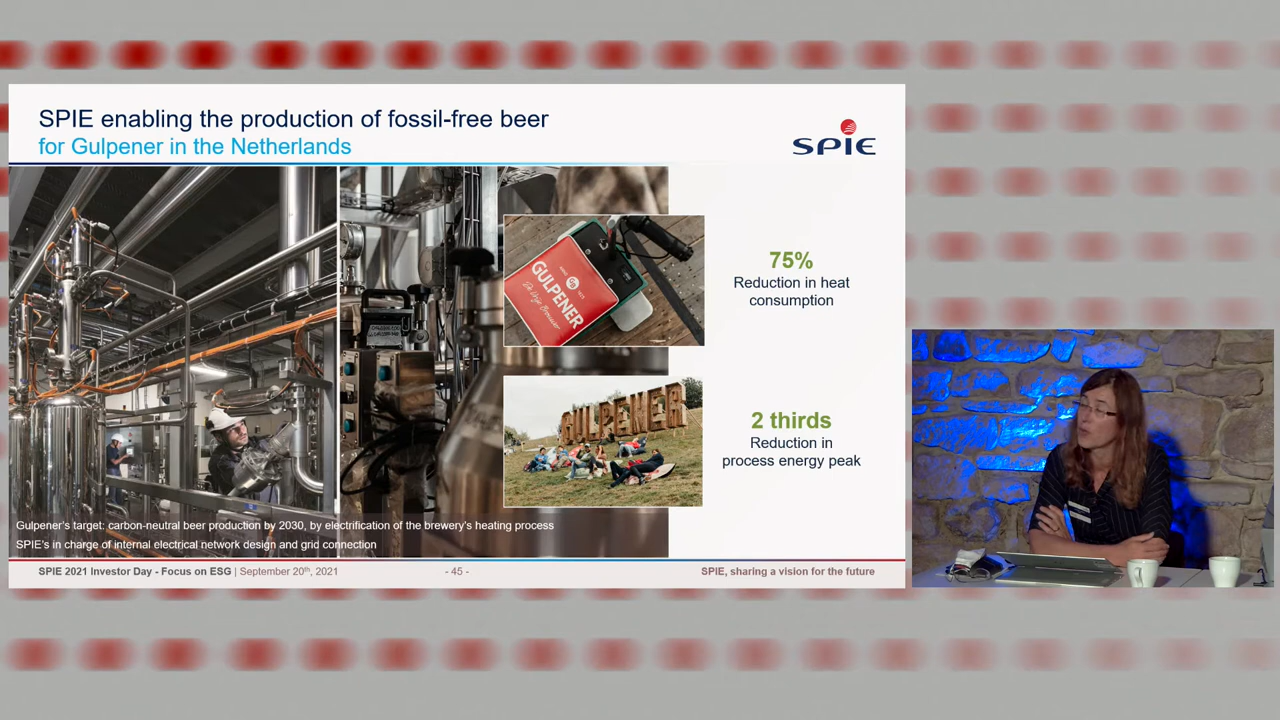 SPIE enabling the production of fossil-free beer
for Gulpener in the Netherlands
SPIE
GULPENER
75%
Reduction in heat
consumption
GULPENER
2 thirds
Reduction in
process energy peak
Gulpener's target: carbon-neutral beer production by 2030, by electrification of the brewery's heating process
SPIE's in charge of internal electrical network design and grid connection
SPIE 2021 Investor Day - Focus on ESG | September 20th, 2021
- 45 -
SPIE, sharing a vision for the future